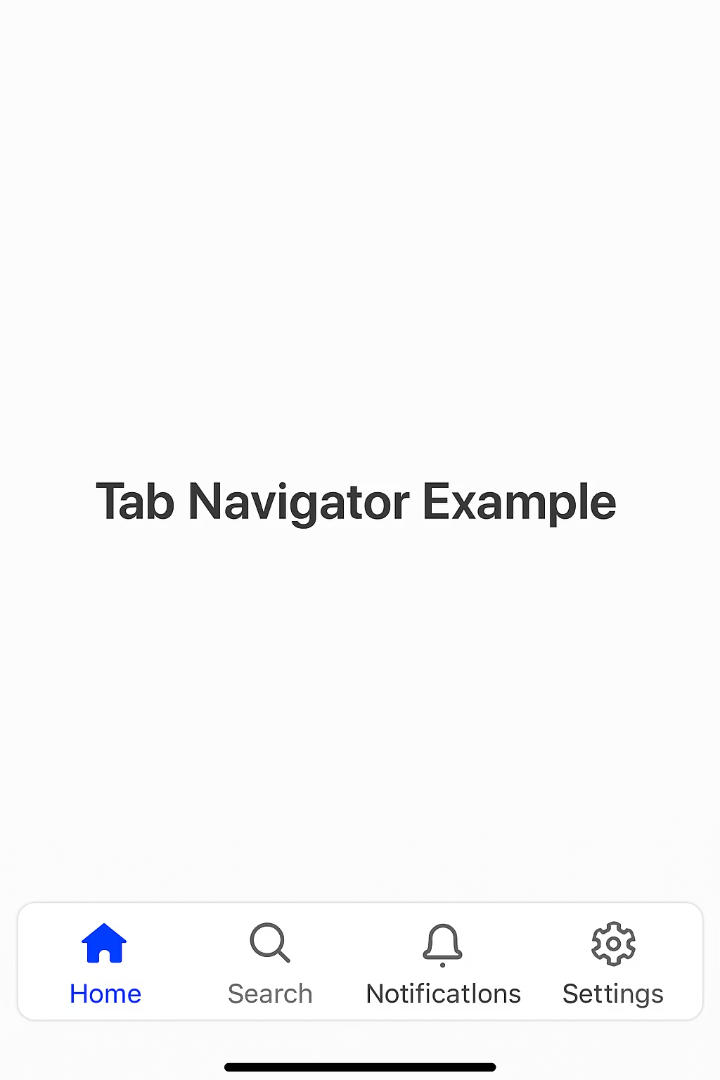 Tab Navigator Example
Home
Search
Notificatlons
Settings